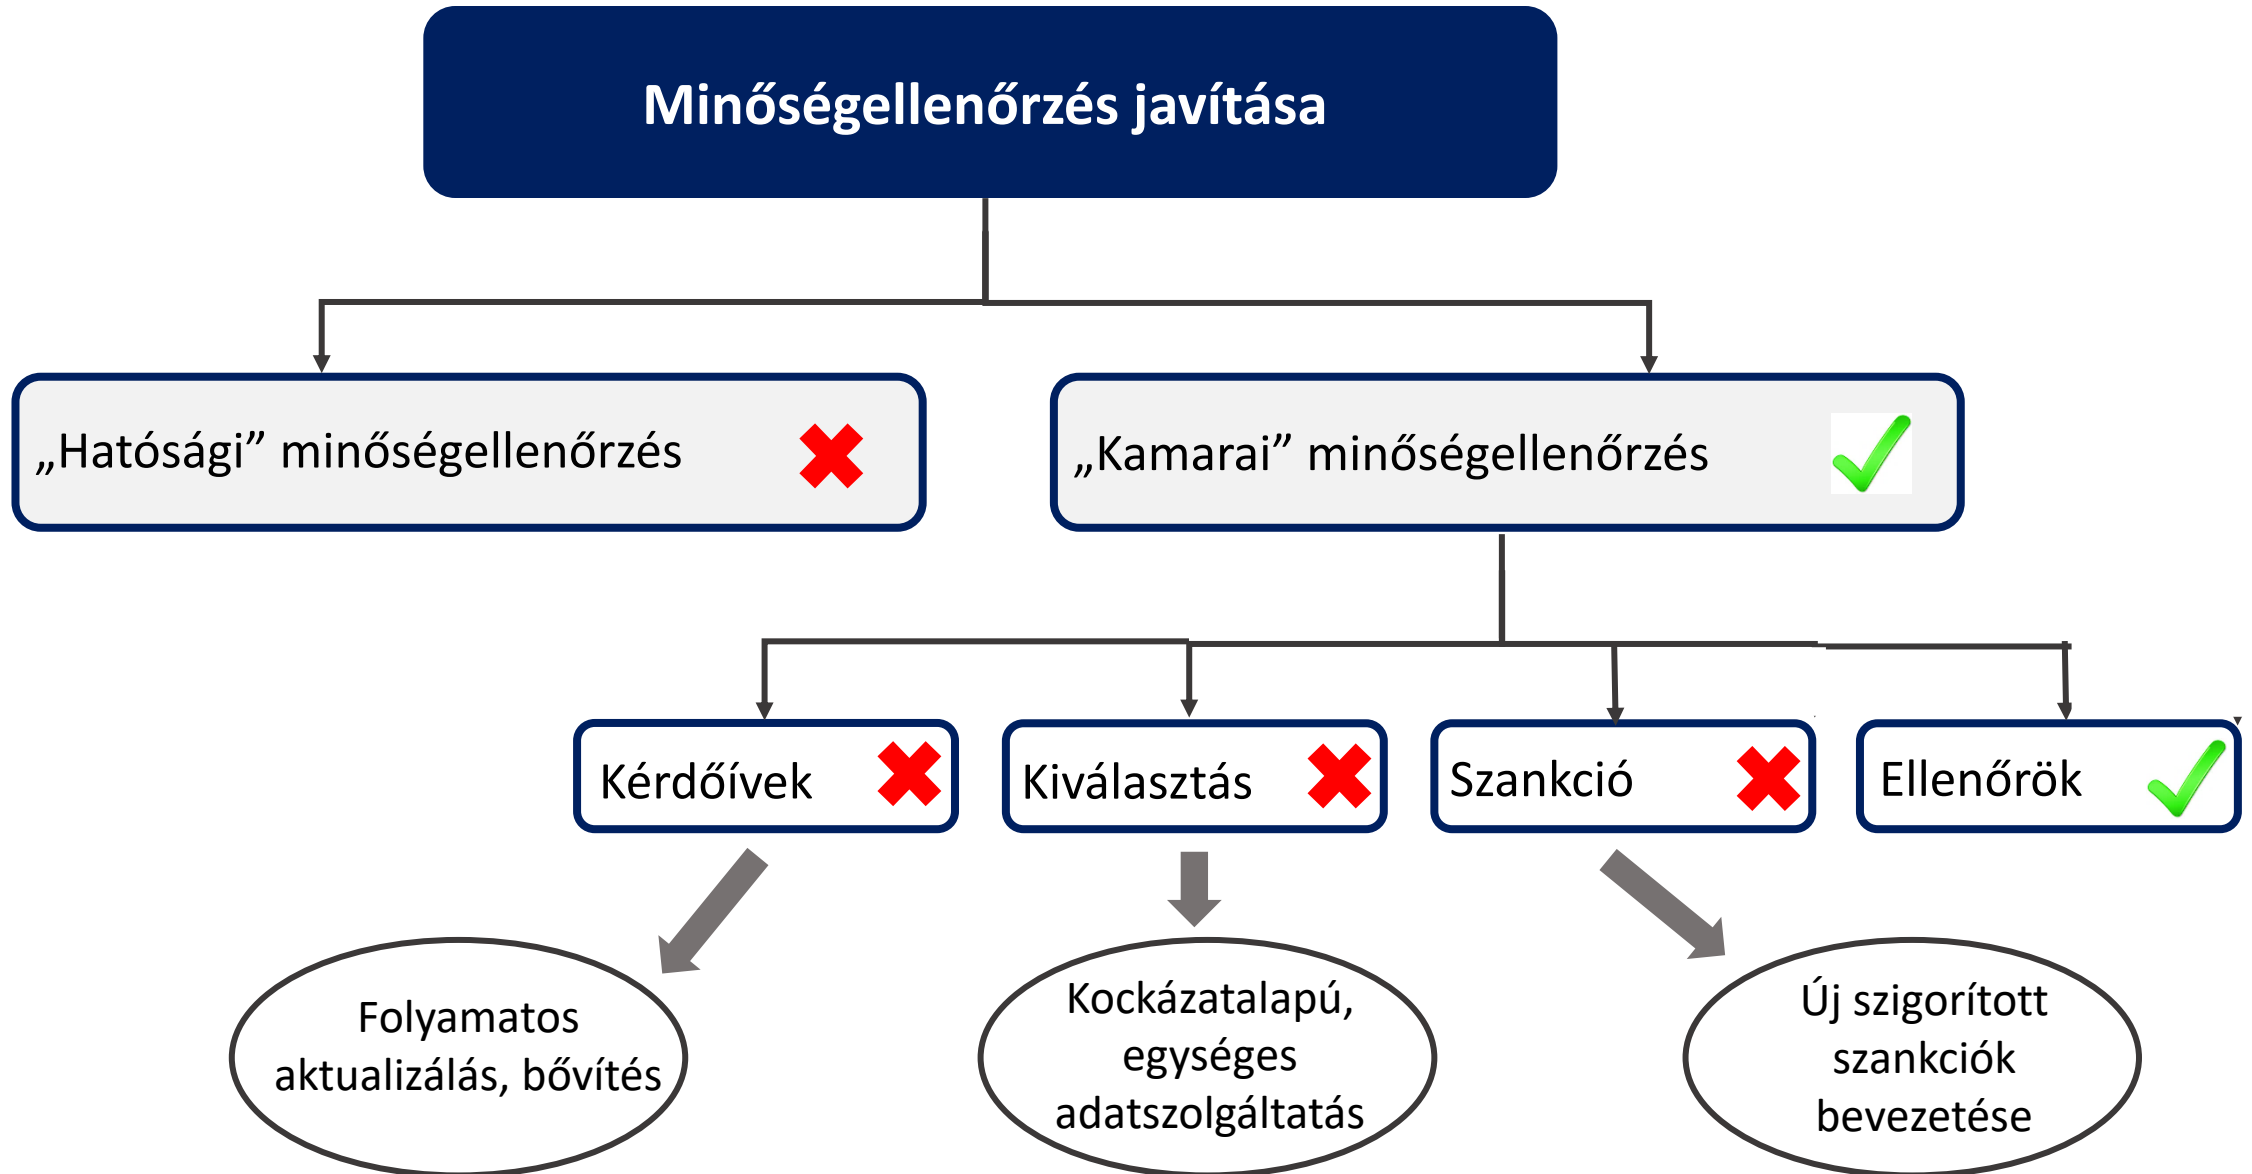 Minőségellenőrzés javítása
„Hatósági” minőségellenőrzés
„Kamarai” minőségellenőrzés
Kérdőívek
Kiválasztás
Szankció
Ellenőrök
Folyamatos
aktualizálás, bővítés
Kockázatalapú,
egységes
adatszolgáltatás
Új szigorított
szankciók
bevezetése